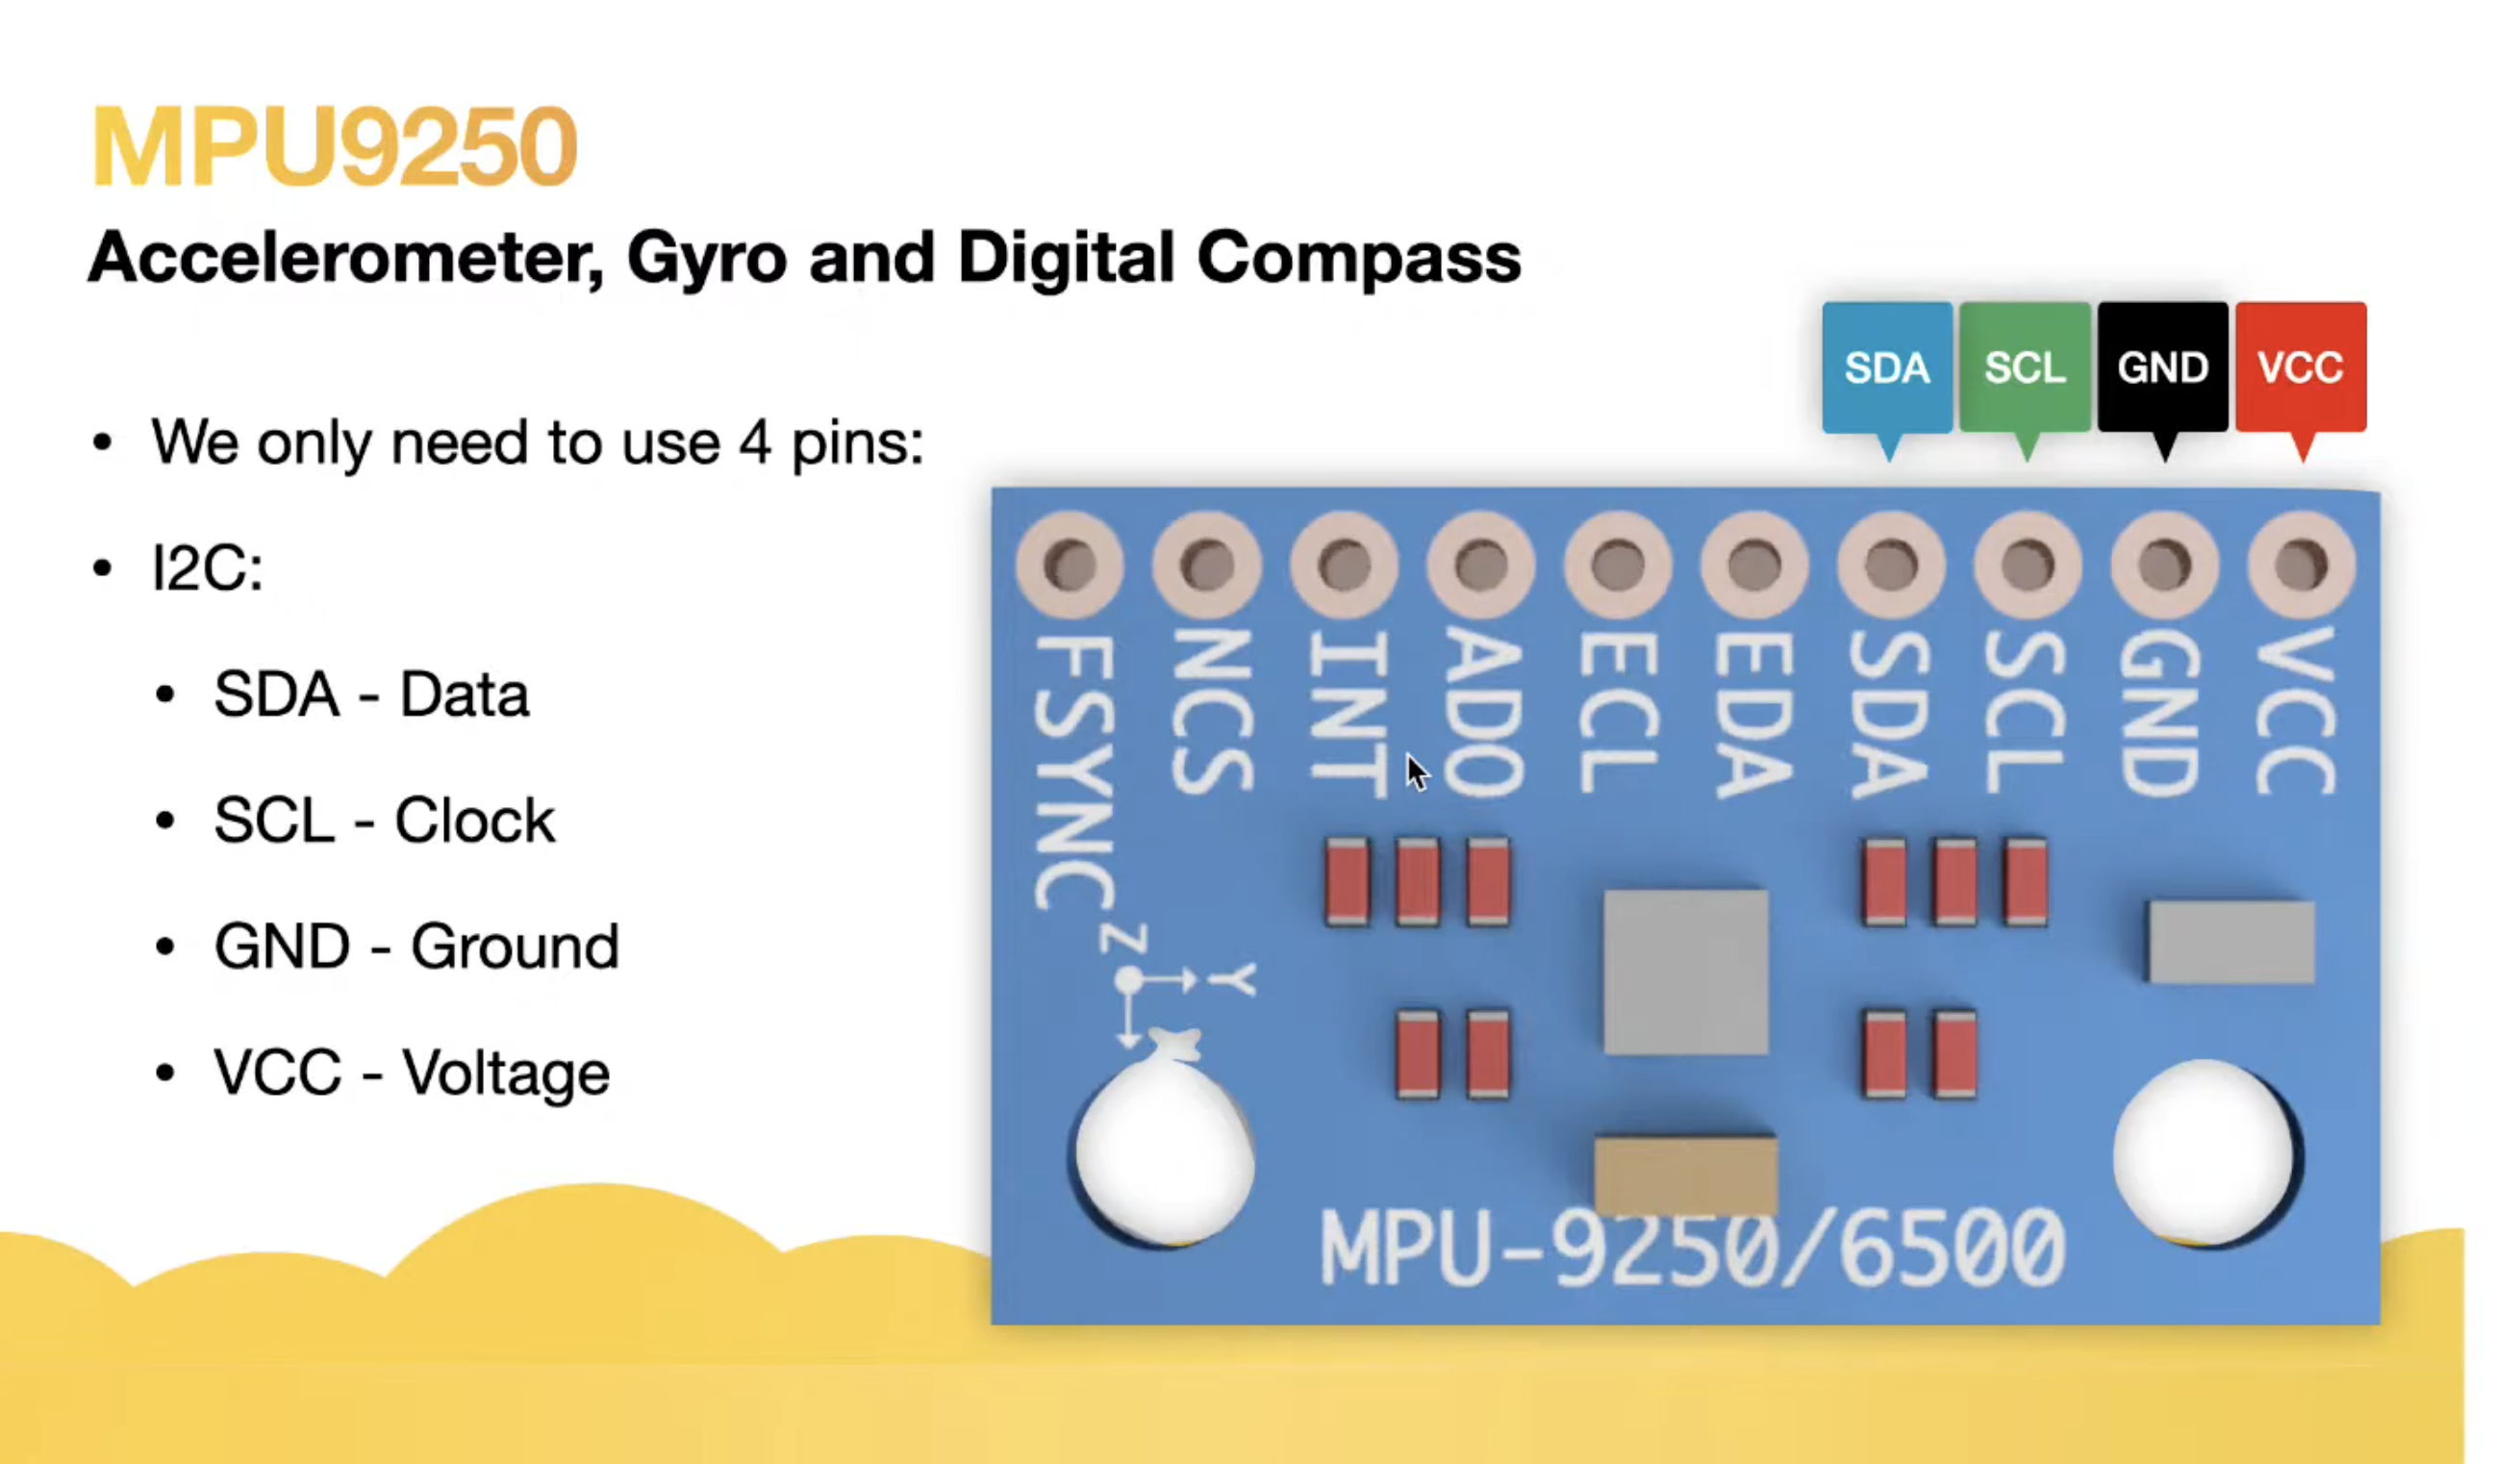 MPU9250
Accelerometer, Gyro and Digital Compass
SDA SCL GND VCC
• We only need to use 4 pins:
• I2C:
• SDA - Data
• SCL - Clock
• GND - Ground
• VCC - Voltage
FSYNC
NCS
INT
ADO
ECL
EDA
SDA
SCL
GND
VCC
Z
Y
MPU-9250/6500